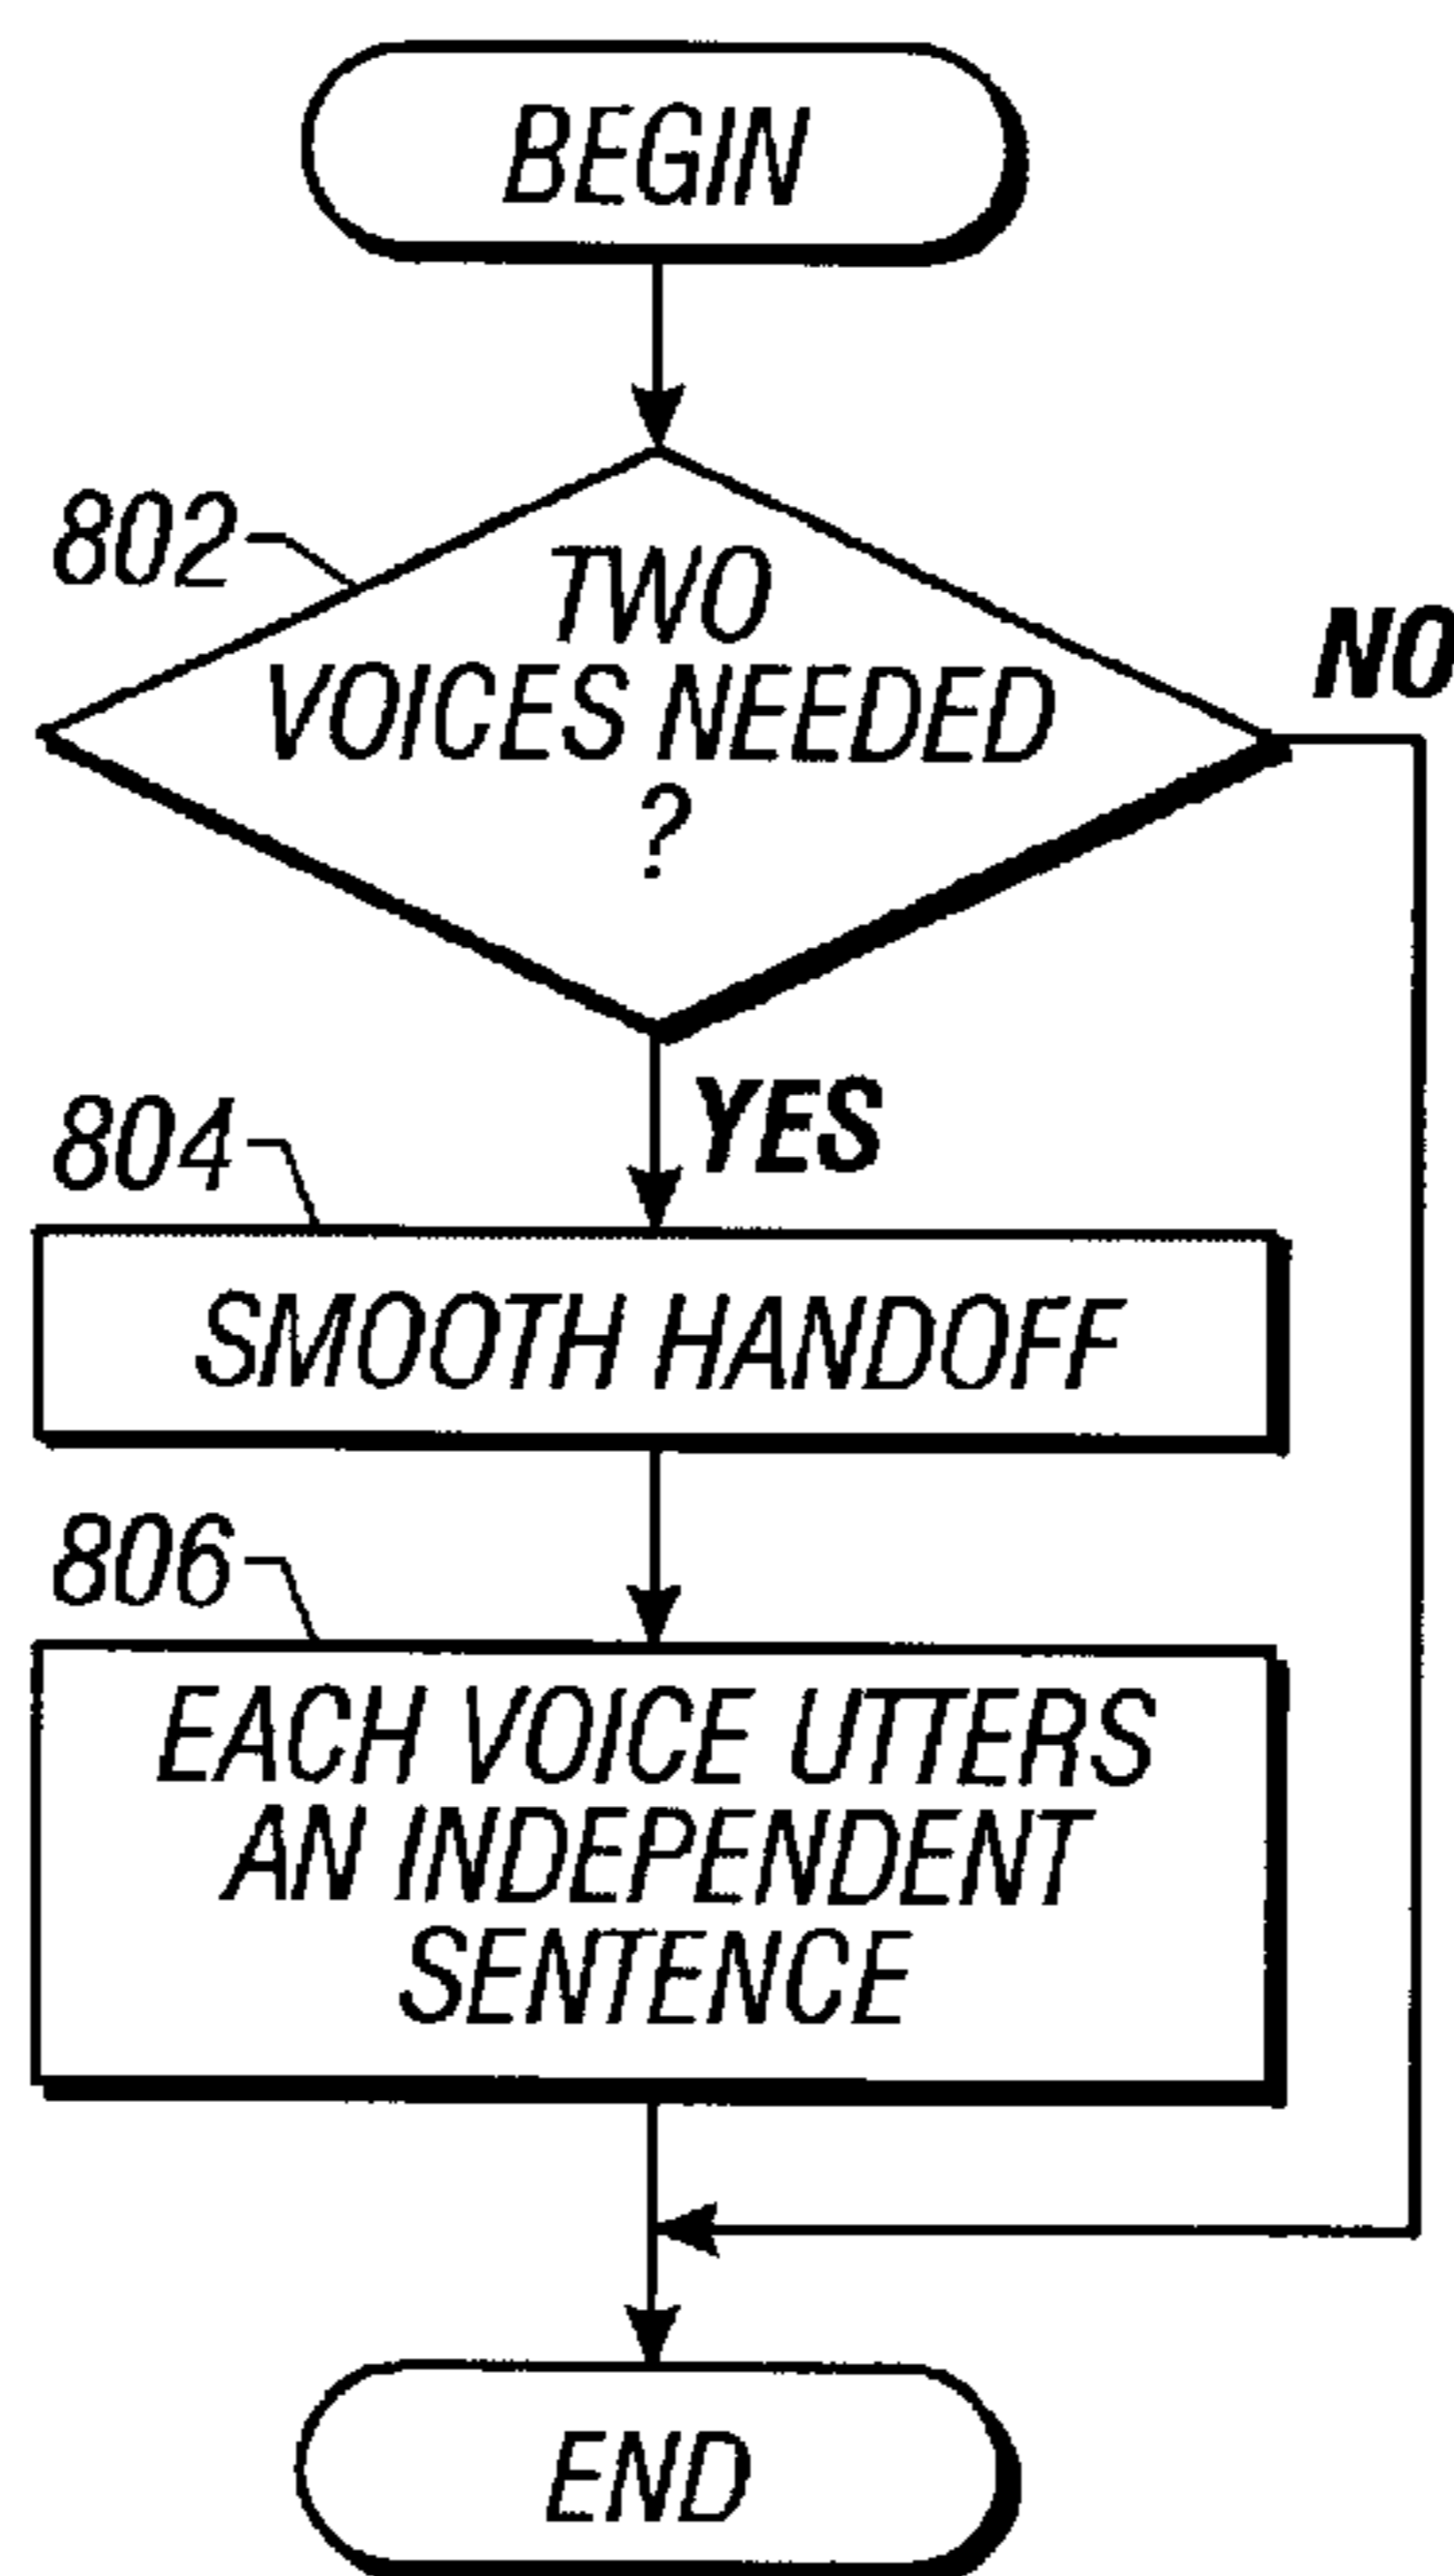 BEGIN
802
TWO
VOICES NEEDED
?
NO
YES
804
SMOOTH HANDOFF
806
EACH VOICE UTTERS
AN INDEPENDENT
SENTENCE
END